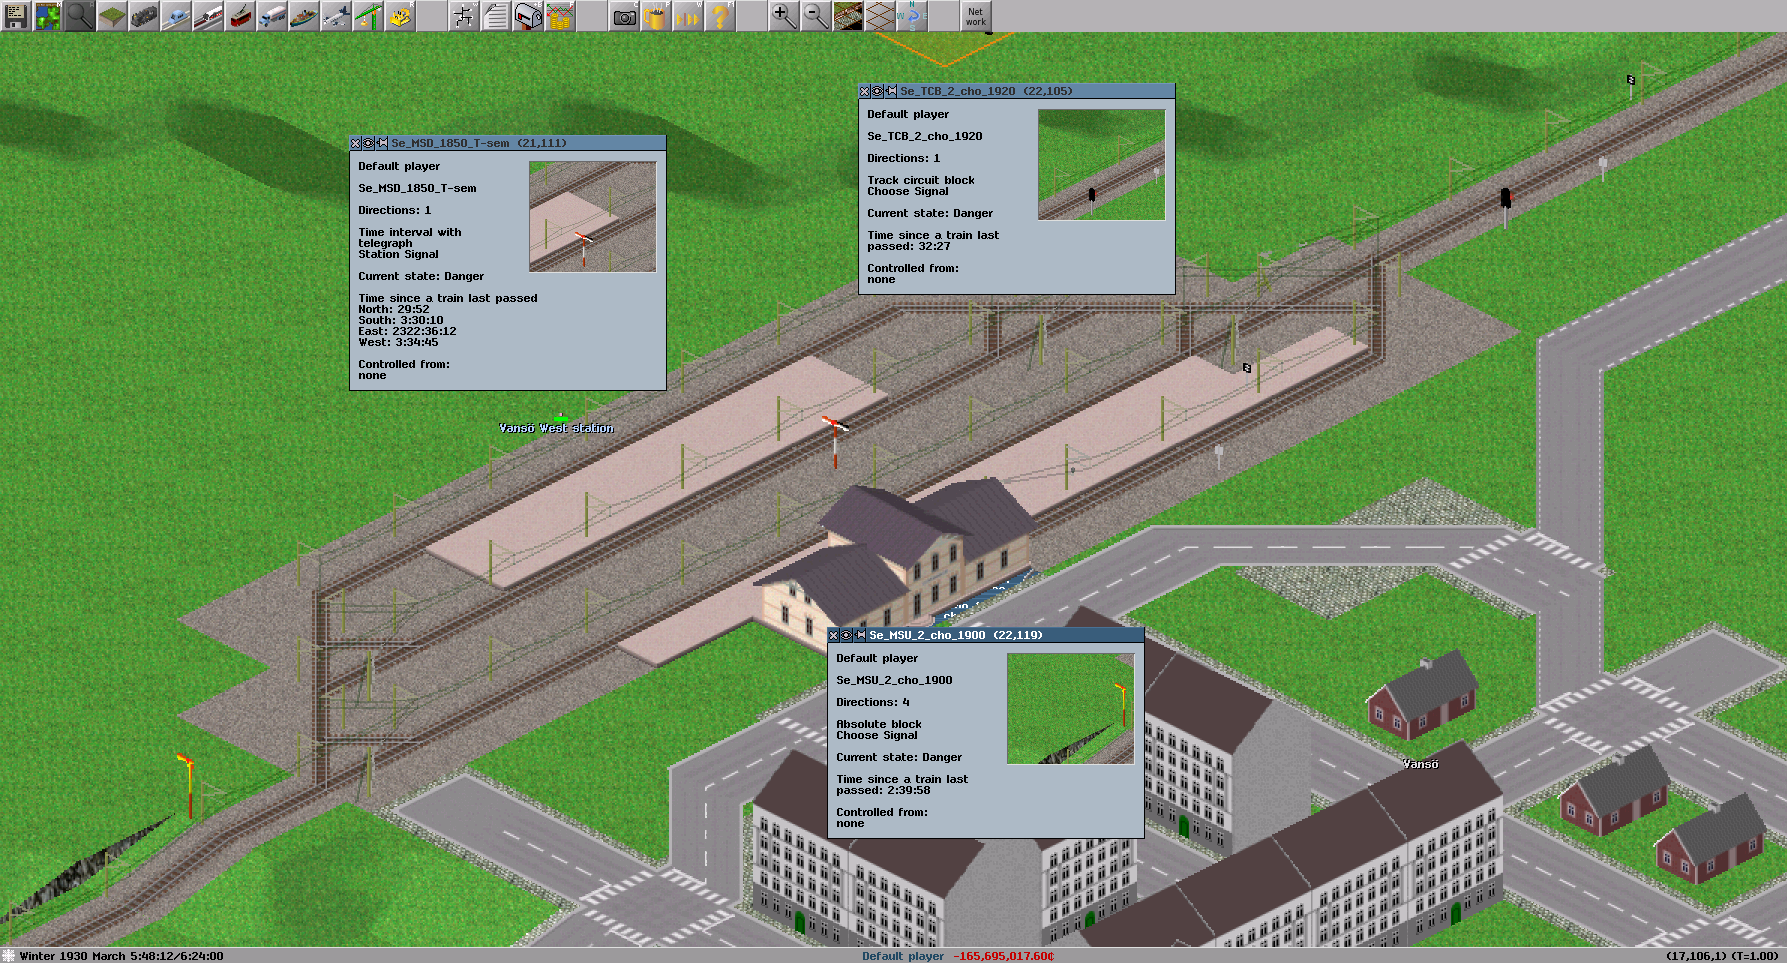 Net
work
Se_TCB_2_cho_1920 (22,105)
Default player
Se_TCB_2_cho_1920
Directions: 1
Track circuit block
Choose Signal
Current state: Danger
Time since a train last
passed: 32:27
Controlled from:
none
Se_MSD_1850_T-sem (21,111)
Default player
Se_MSD_1850_T-sem
Directions: 1
Time interval with
telegraph
Station Signal
Current state: Danger
Time since a train last passed
North: 29:52
South: 3:30:10
East: 2322:36:12
West: 3:34:45
Controlled from:
none
Vansö West station
Se_MSU_2_cho_1900 (22,119)
Default player
Se_MSU_2_cho_1900
Directions: 4
Absolute block
Choose Signal
Current state: Danger
Time since a train last
passed: 2:39:58
Controlled from:
none
Vansö
Winter 1930 March 5:48:12/6:24:00
Default player -165,695,017.60¢
(17,106,1) (T=1.00)